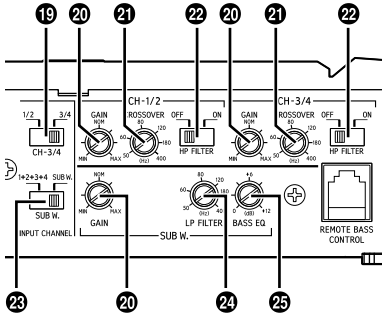 19 20 21 22 20 21 22
CH-1/2 CH-3/4
1/2 3/4
CH-3/4
GAIN
NOM
MIN MAX
ROSSOVER
50 60 80 120 180 400
(Hz)
OFF ON
HP FILTER
GAIN
NOM
MIN MAX
ROSSOVER
50 60 80 120 180 400
(Hz)
OFF ON
HP FILTER
1+2+3+4 SUB W.
SUB W.
INPUT CHANNEL
NOM
MIN MAX
GAIN
80 120
60 180
50 40
(Hz)
LP FILTER
+6
0 +12
(dB)
BASS EQ
SUB W.
REMOTE BASS
CONTROL
23 20 24 25